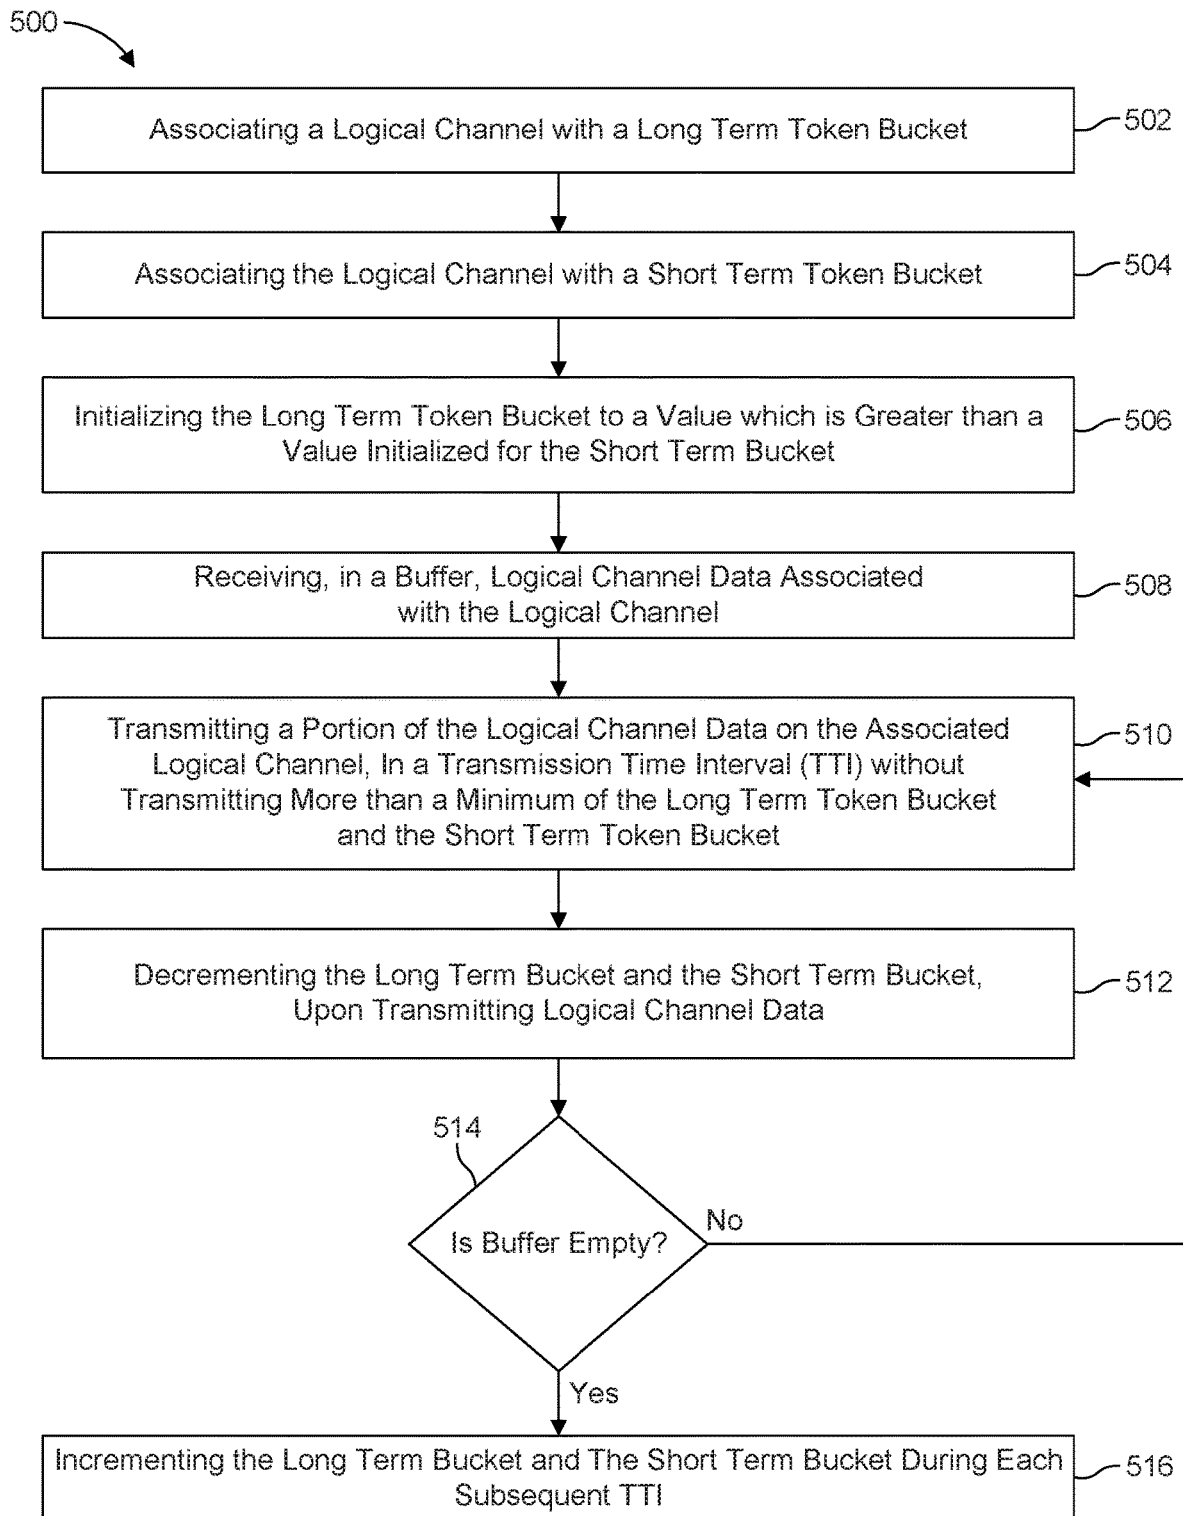 500
Associating a Logical Channel with a Long Term Token Bucket
502
Associating the Logical Channel with a Short Term Token Bucket
504
Initializing the Long Term Token Bucket to a Value which is Greater than a
Value Initialized for the Short Term Bucket
506
Receiving, in a Buffer, Logical Channel Data Associated
with the Logical Channel
508
Transmitting a Portion of the Logical Channel Data on the Associated
Logical Channel, In a Transmission Time Interval (TTI) without
Transmitting More than a Minimum of the Long Term Token Bucket
and the Short Term Token Bucket
510
Decrementing the Long Term Bucket and the Short Term Bucket,
Upon Transmitting Logical Channel Data
512
514
Is Buffer Empty?
No
Yes
Incrementing the Long Term Bucket and The Short Term Bucket During Each
Subsequent TTI
516